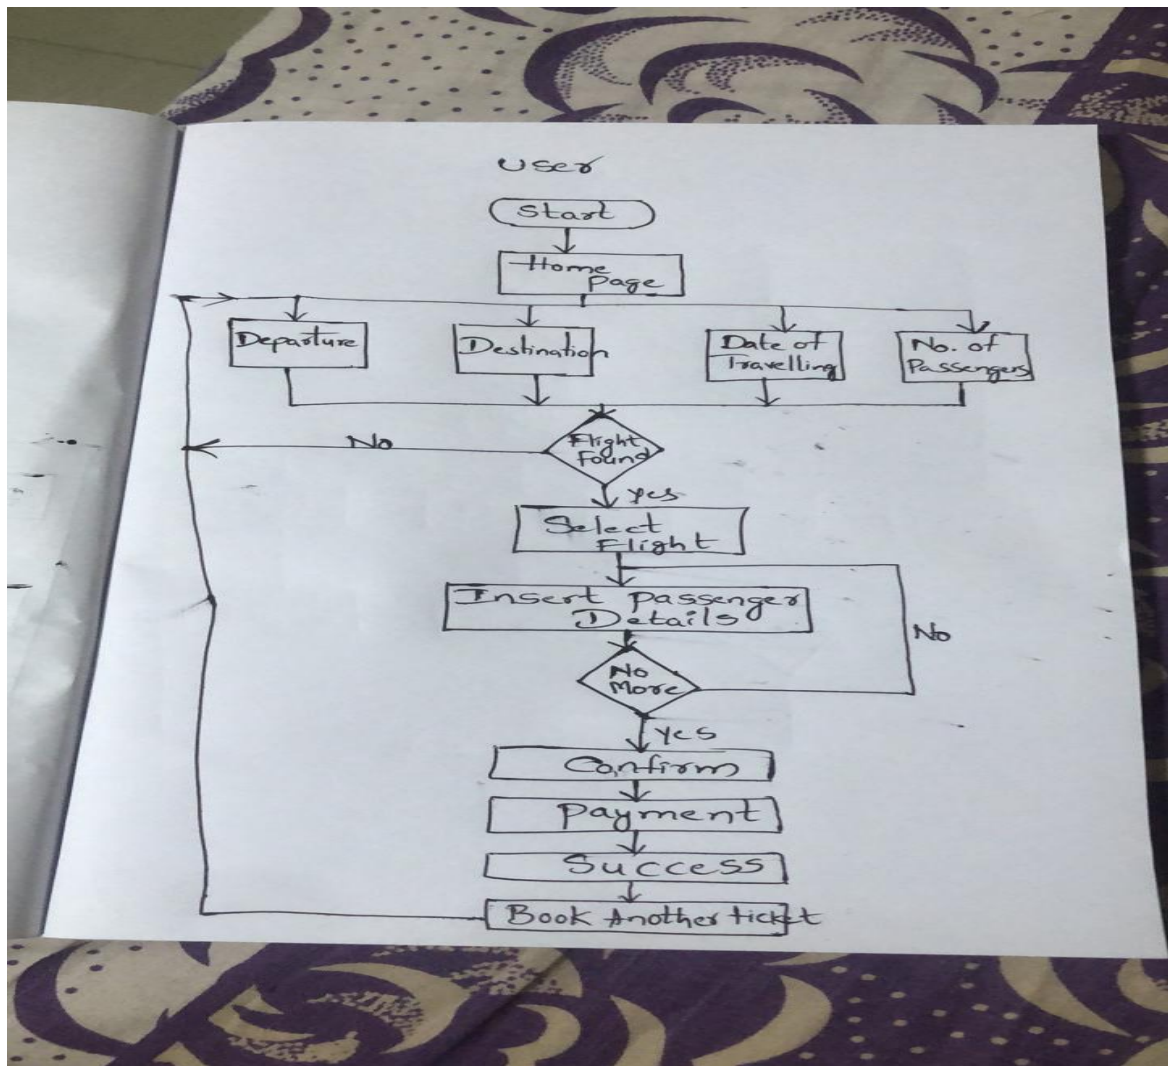 User
Start
Home
Page
Departure
Destination
Date of
Travelling
No. of
Passengers
No
Flight
Found
Yes
Select
Flight
Insert Passenger
Details
No
No
More
Yes
Confirm
Payment
Success
Book Another ticket